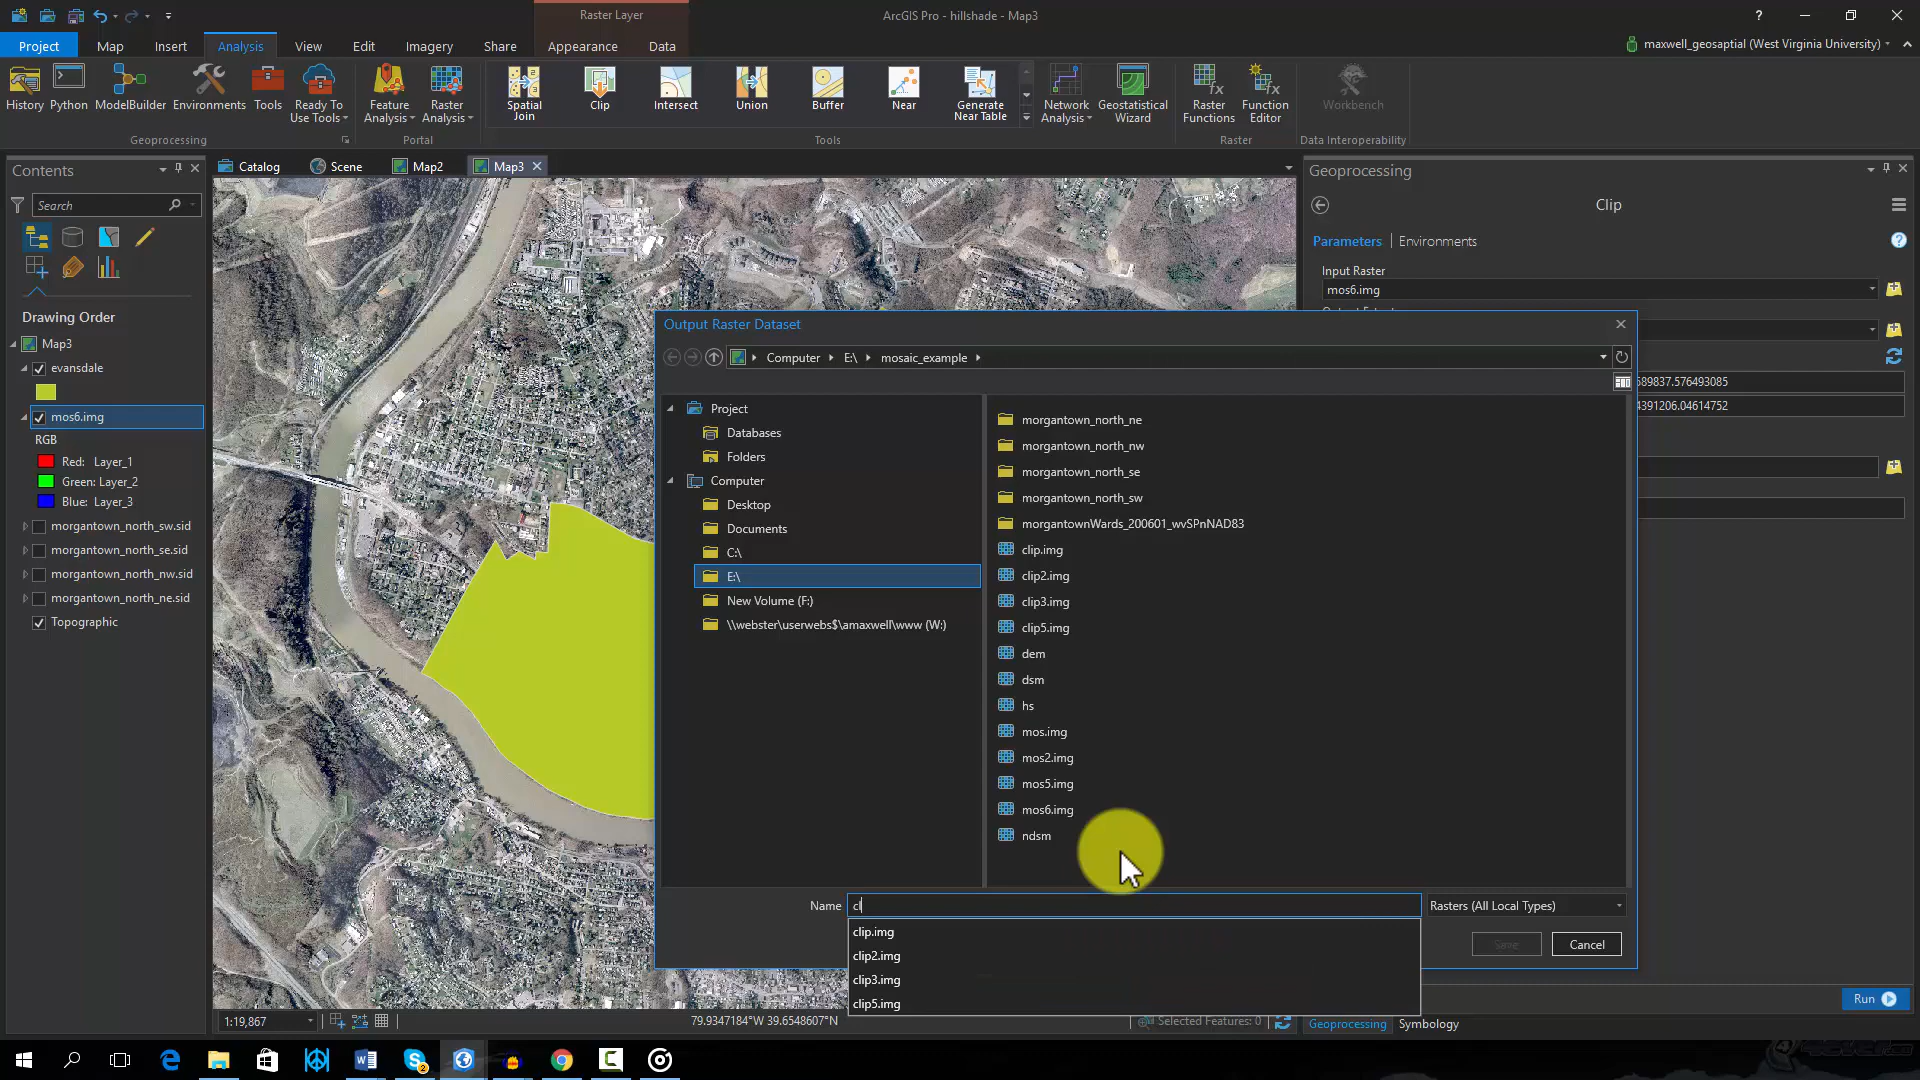 Raster Layer
ArcGIS Pro - hillshade - Map3
?
Project
Map
Insert
Analysis
View
Edit
Imagery
Share
Appearance
Data
maxwell_geosaptial (West Virginia University)
History
Python
ModelBuilder
Environments
Tools
Ready To Use Tools
Feature Analysis
Raster Analysis
Spatial Join
Clip
Intersect
Union
Buffer
Near
Generate Near Table
Network Analysis
Geostatistical Wizard
Raster Functions
Function Editor
Workbench
Geoprocessing
Portal
Tools
Raster
Data Interoperability
Contents
Catalog
Scene
Map2
Map3
Geoprocessing
Search
Clip
Parameters
Environments
Input Raster
mos6.img
Drawing Order
Map3
evansdale
mos6.img
RGB
Red: Layer_1
Green: Layer_2
Blue: Layer_3
morgantown_north_sw.sid
morgantown_north_se.sid
morgantown_north_nw.sid
morgantown_north_ne.sid
Topographic
Output Raster Dataset
Computer
E:\
mosaic_example
589837.576493085
4391206.04614752
Project
Databases
Folders
Computer
Desktop
Documents
C:\
E:\
New Volume (F:)
\\webster\userwebs$\amaxwell\www (W:)
morgantown_north_ne
morgantown_north_nw
morgantown_north_se
morgantown_north_sw
morgantownWards_200601_wvSPnNAD83
clip.img
clip2.img
clip3.img
clip5.img
dem
dsm
hs
mos.img
mos2.img
mos5.img
mos6.img
ndsm
Name
cl
Rasters (All Local Types)
clip.img
clip2.img
clip3.img
clip5.img
Save
Cancel
Run
1:19,867
79.9347184°W 39.6548607°N
Selected Features: 0
Geoprocessing
Symbology